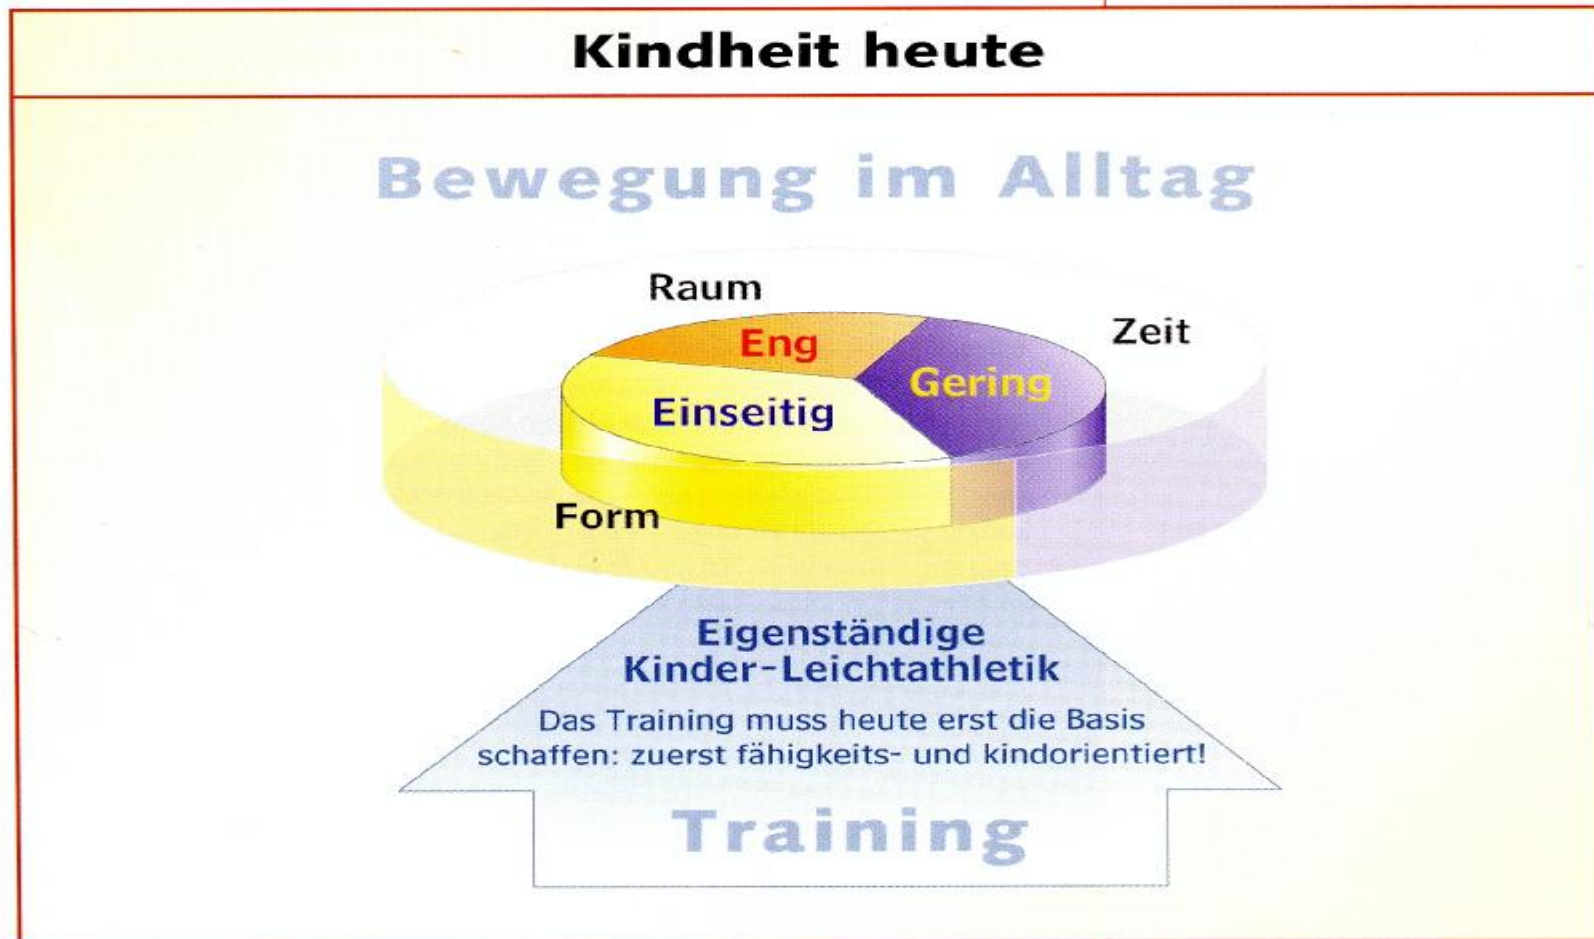 Kindheit heute
Bewegung im Alltag
Raum
Zeit
Eng
Gering
Einseitig
Form
Eigenständige
Kinder-Leichtathletik
Das Training muss heute erst die Basis
schaffen: zuerst fähigkeits- und kindorientiert!
Training